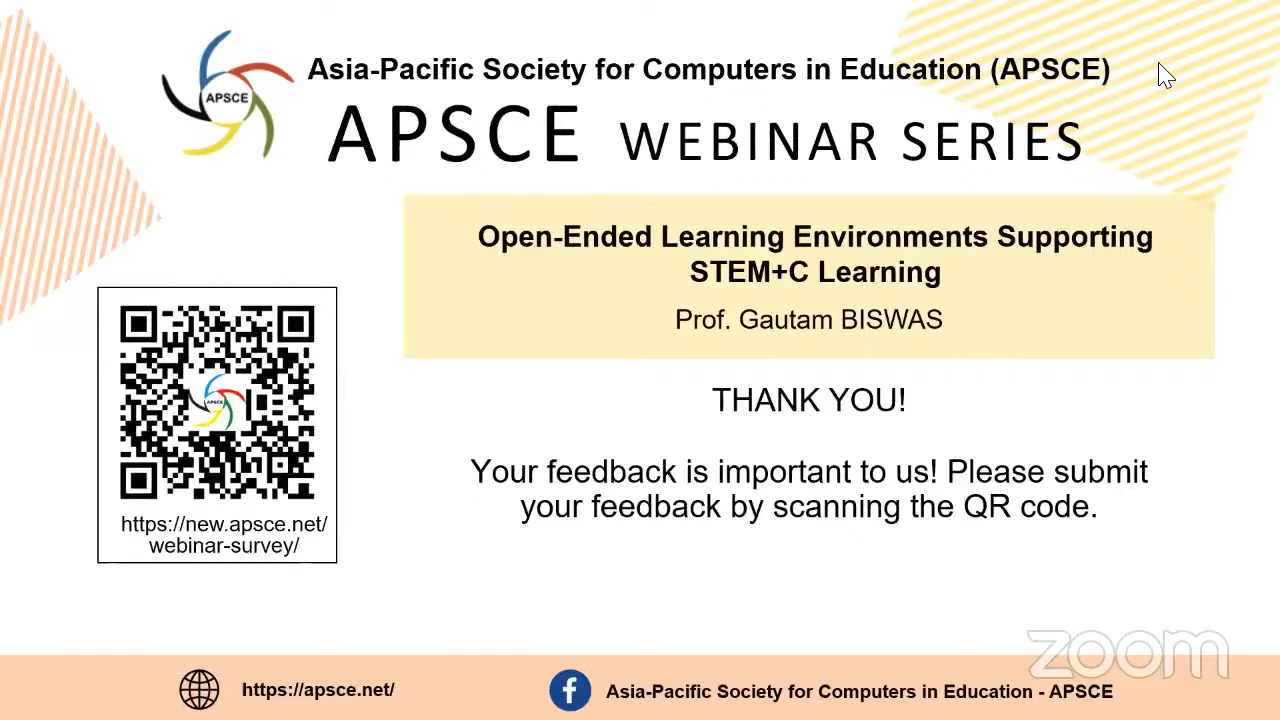 Asia-Pacific Society for Computers in Education (APSCE)
APSCE
APSCE WEBINAR SERIES
Open-Ended Learning Environments Supporting
STEM+C Learning
Prof. Gautam BISWAS
APSCE
https://new.apsce.net/
webinar-survey/
THANK YOU!
Your feedback is important to us! Please submit
your feedback by scanning the QR code.
zoom
https://apsce.net/
Asia-Pacific Society for Computers in Education - APSCE